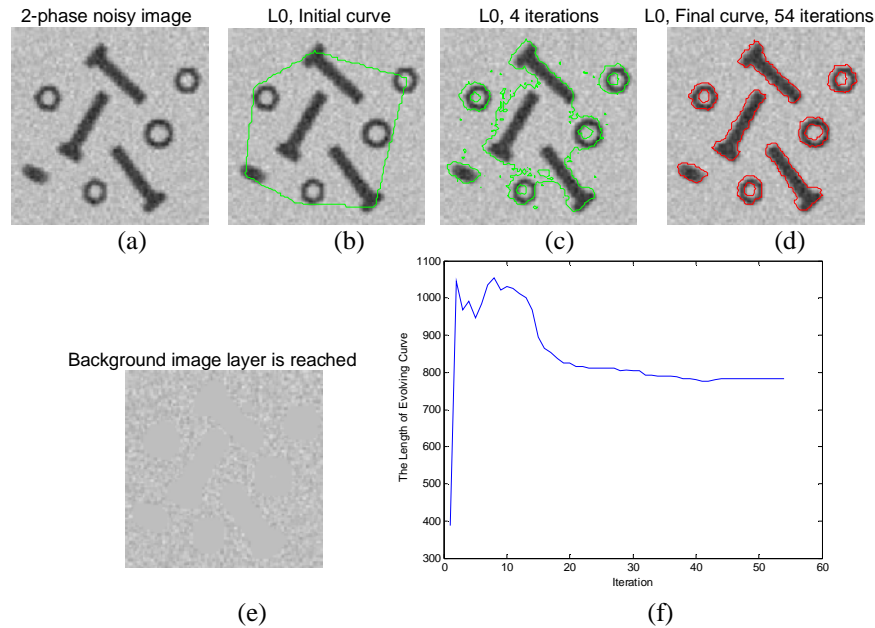 2-phase noisy image
L0, Initial curve
L0, 4 iterations
L0, Final curve, 54 iterations
(a)
(b)
(c)
(d)
Background image layer is reached
(e)
1100
1000
900
800
700
600
500
400
300
The Length of Evolving Curve
0
10
20
30
40
50
60
Iteration
(f)